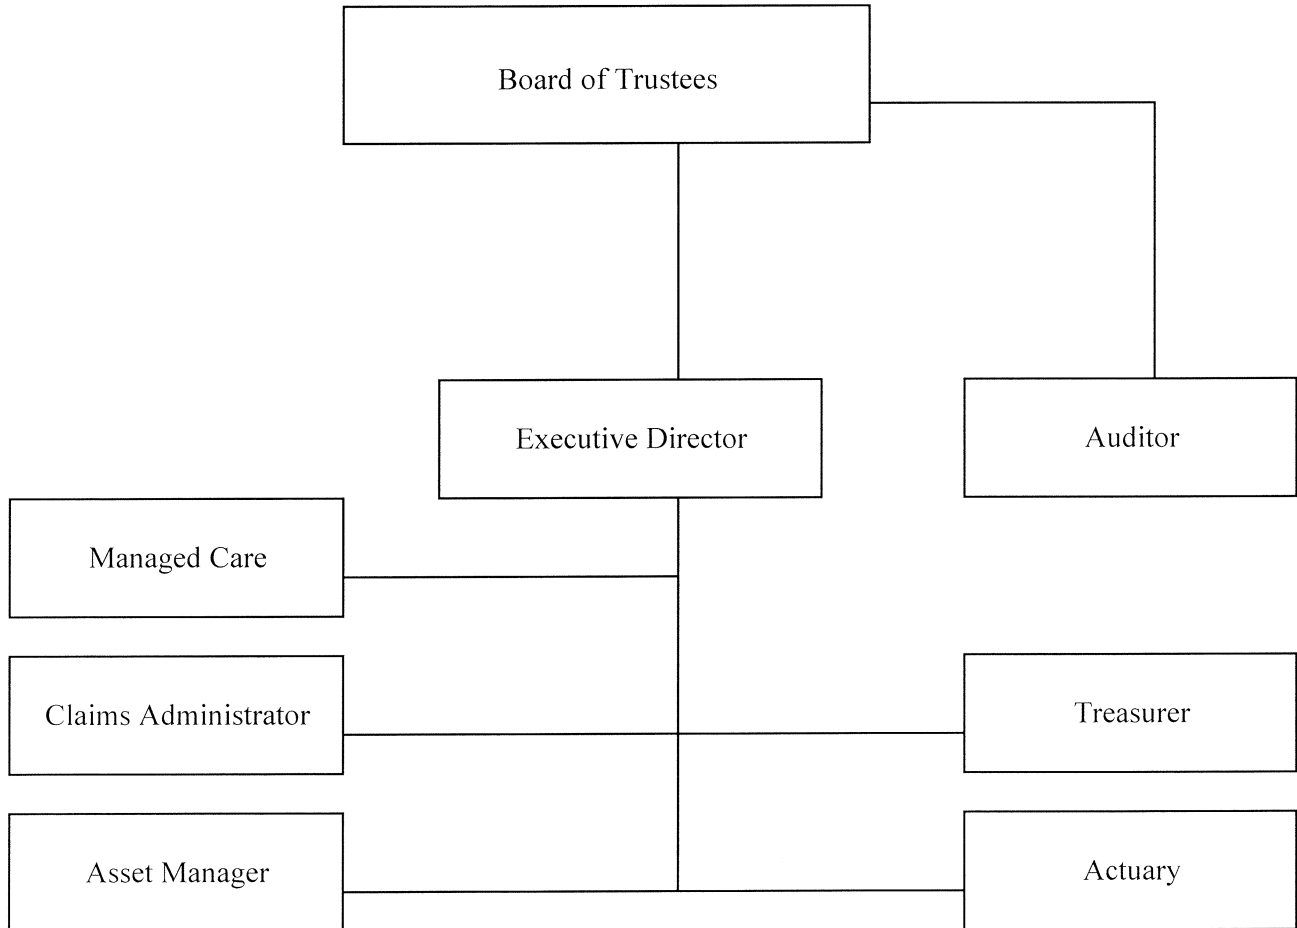 Board of Trustees
Executive Director
Auditor
Managed Care
Claims Administrator
Treasurer
Asset Manager
Actuary